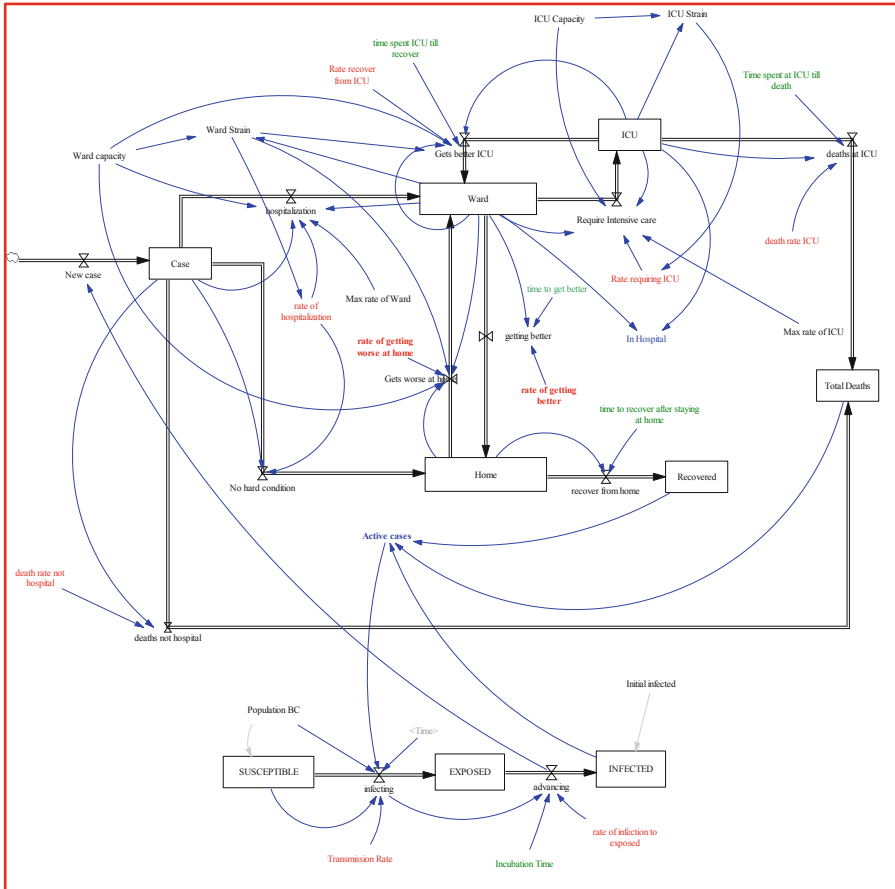 ICU Capacity
ICU Strain
time spent ICU till
recover
Rate recover
from ICU
Time spent at ICU till
death
Ward Strain
Ward capacity
Gets better ICU
ICU
deaths at ICU
Ward
hospitalization
Require Intensive care
death rate ICU
Case
New case
Rate requiring ICU
time to get better
rate of
hospitalization
Max rate of Ward
Max rate of ICU
In Hospital
getting better
rate of getting
worse at home
Gets worse at home
rate of getting
better
Total Deaths
time to recover after staying
at home
Home
Recovered
No hard condition
recover from home
Active cases
death rate not
hospital
deaths not hospital
Initial infected
Population BC
<Time>
SUSCEPTIBLE
EXPOSED
INFECTED
infecting
advancing
rate of infection to
exposed
Transmission Rate
Incubation Time